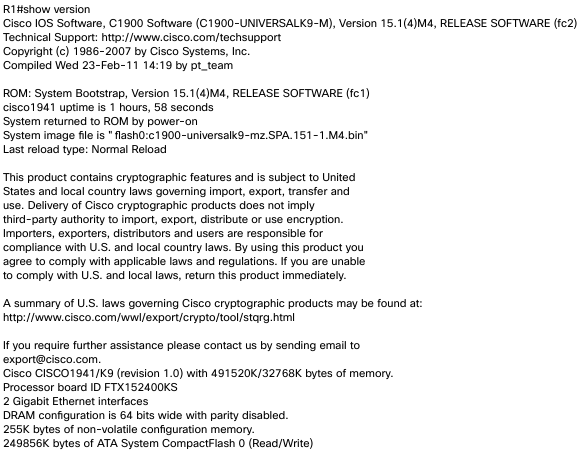 R1#show version
Cisco IOS Software, C1900 Software (C1900-UNIVERSALK9-M), Version 15.1(4)M4, RELEASE SOFTWARE (fc2)
Technical Support: http://www.cisco.com/techsupport
Copyright (c) 1986-2007 by Cisco Systems, Inc.
Compiled Wed 23-Feb-11 14:19 by pt_team

ROM: System Bootstrap, Version 15.1(4)M4, RELEASE SOFTWARE (fc1)
cisco1941 uptime is 1 hours, 58 seconds
System returned to ROM by power-on
System image file is "flash0:c1900-universalk9-mz.SPA.151-1.M4.bin"
Last reload type: Normal Reload

This product contains cryptographic features and is subject to United
States and local country laws governing import, export, transfer and
use. Delivery of Cisco cryptographic products does not imply
third-party authority to import, export, distribute or use encryption.
Importers, exporters, distributors and users are responsible for
compliance with U.S. and local country laws. By using this product you
agree to comply with applicable laws and regulations. If you are unable
to comply with U.S. and local laws, return this product immediately.

A summary of U.S. laws governing Cisco cryptographic products may be found at:
http://www.cisco.com/wwl/export/crypto/tool/stqrg.html

If you require further assistance please contact us by sending email to
export@cisco.com.
Cisco CISCO1941/K9 (revision 1.0) with 491520K/32768K bytes of memory.
Processor board ID FTX152400KS
2 Gigabit Ethernet interfaces
DRAM configuration is 64 bits wide with parity disabled.
255K bytes of non-volatile configuration memory.
249856K bytes of ATA System CompactFlash 0 (Read/Write)